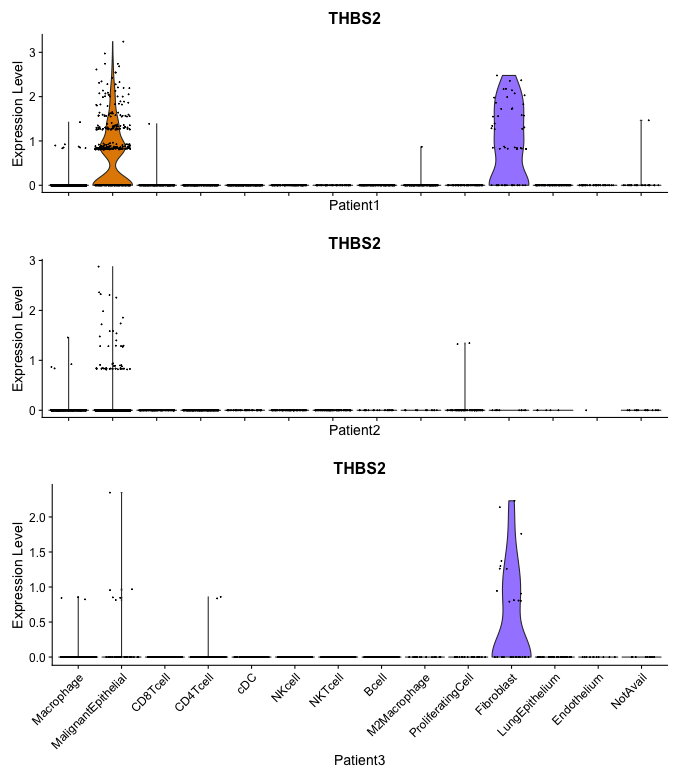 THBS2
3
2
1
0
Expression Level
Patient1
THBS2
3
2
1
0
Expression Level
Patient2
THBS2
2.0
1.5
1.0
0.5
0.0
Expression Level
Macrophage
MalignantEpithelial
CD8Tcell
CD4Tcell
cDC
NKcell
NKTcell
Bcell
M2Macrophage
ProliferatingCell
Fibroblast
LungEpithelium
Endothelium
NotAvail
Patient3